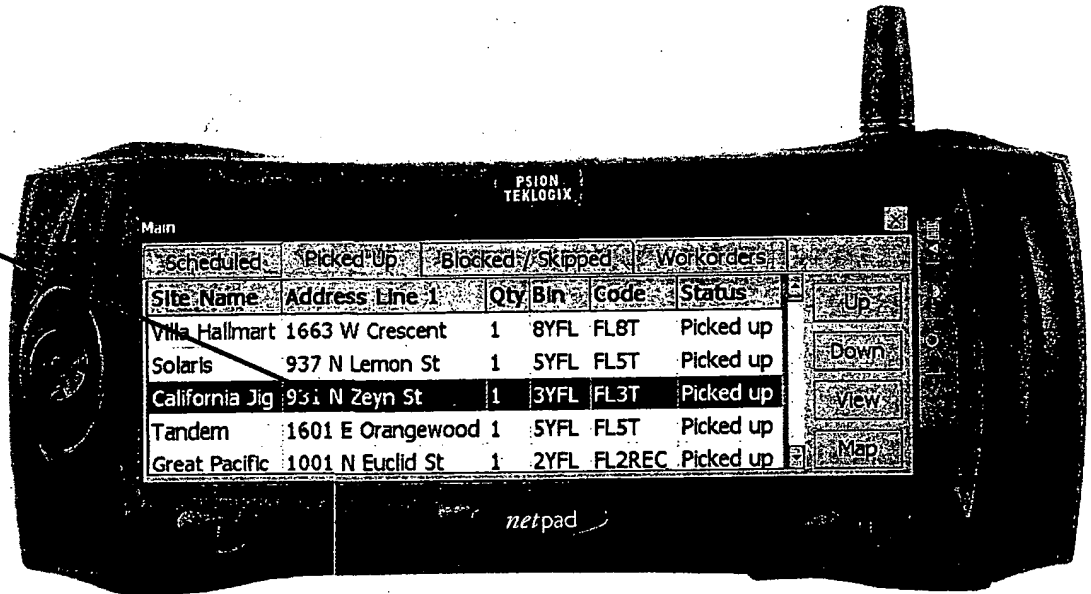 PSION
TEKLOGIX
Main
Scheduled Picked Up Blocked / Skipped Workorders
Site Name Address Line 1 Qty Bin Code Status
Villa Hallmart 1663 W Crescent 1 8YFL FL8T Picked up
Solaris 937 N Lemon St 1 5YFL FL5T Picked up
California Jig 931 N Zeyn St 1 3YFL FL3T Picked up
Tandem 1601 E Orangewood 1 5YFL FL5T Picked up
Great Pacific 1001 N Euclid St 1 2YFL FL2REC Picked up
Up
Down
View
Map
netpad